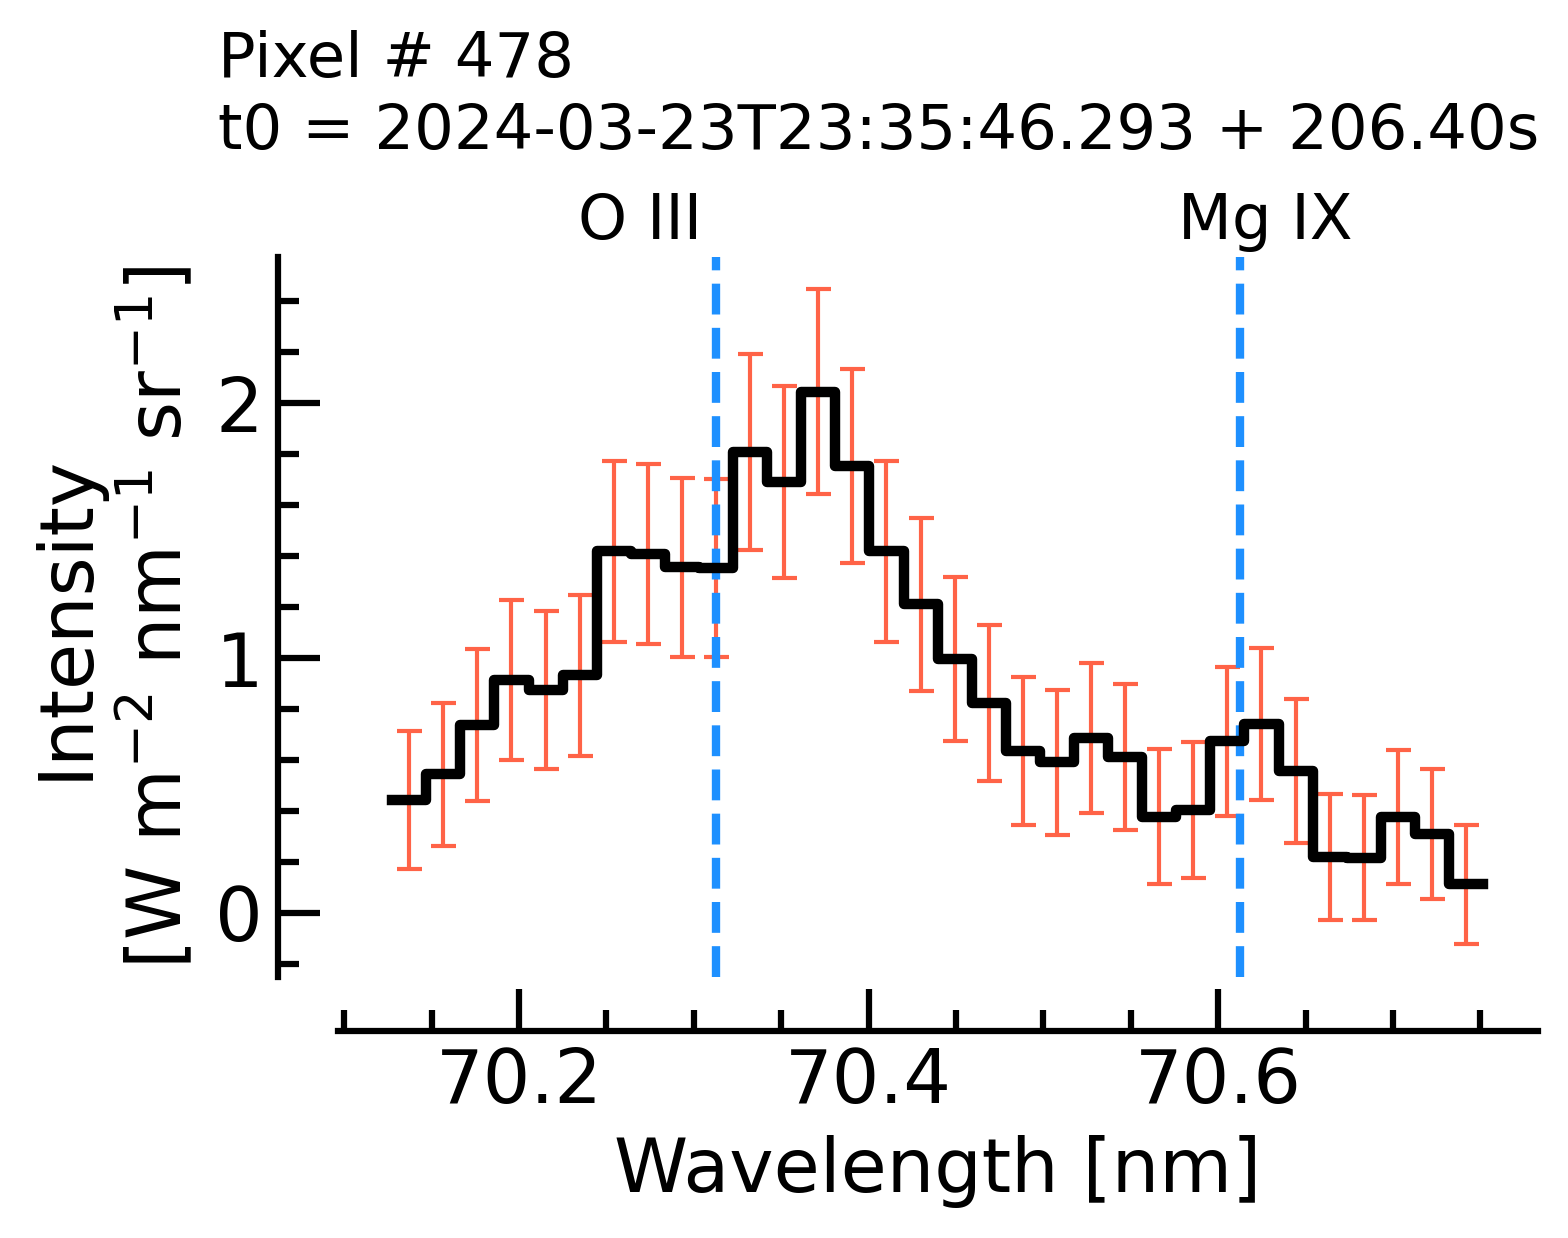 Pixel # 478
t0 = 2024-03-23T23:35:46.293 + 206.40s
O III
Mg IX
Intensity
[W m⁻² nm⁻¹ sr⁻¹]
2
1
0
70.2
70.4
70.6
Wavelength [nm]